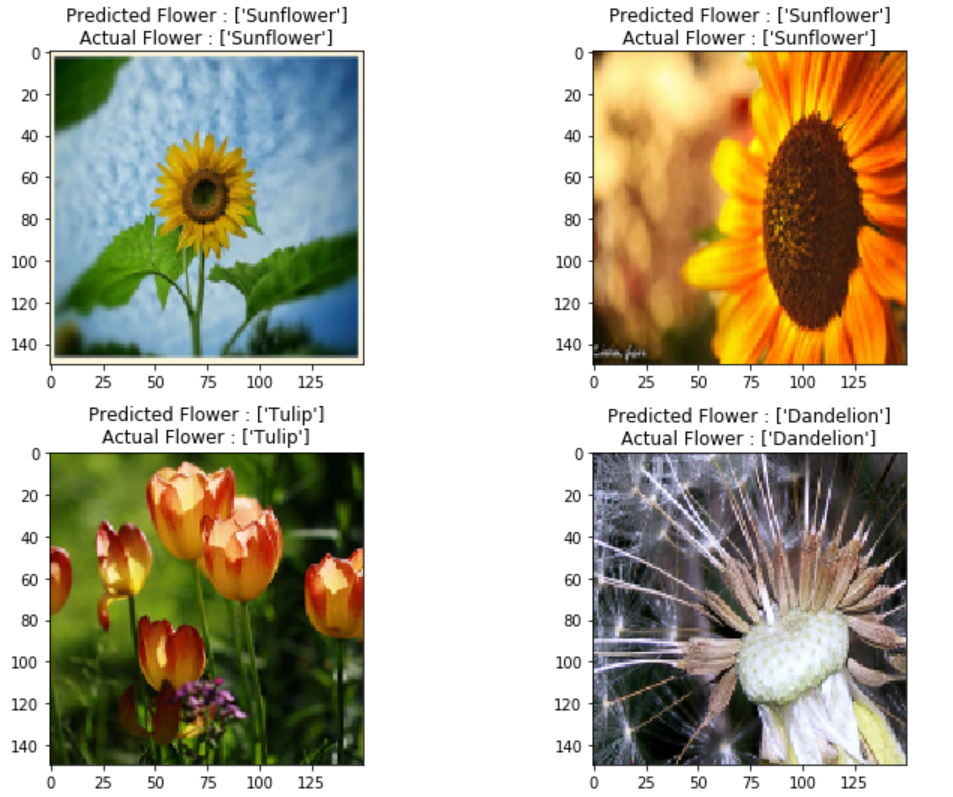 Predicted Flower : ['Sunflower']
Actual Flower : ['Sunflower']
0
20
40
60
80
100
120
140
0 25 50 75 100 125
Predicted Flower : ['Sunflower']
Actual Flower : ['Sunflower']
0
20
40
60
80
100
120
140
0 25 50 75 100 125
Predicted Flower : ['Tulip']
Actual Flower : ['Tulip']
0
20
40
60
80
100
120
140
0 25 50 75 100 125
Predicted Flower : ['Dandelion']
Actual Flower : ['Dandelion']
0
20
40
60
80
100
120
140
0 25 50 75 100 125